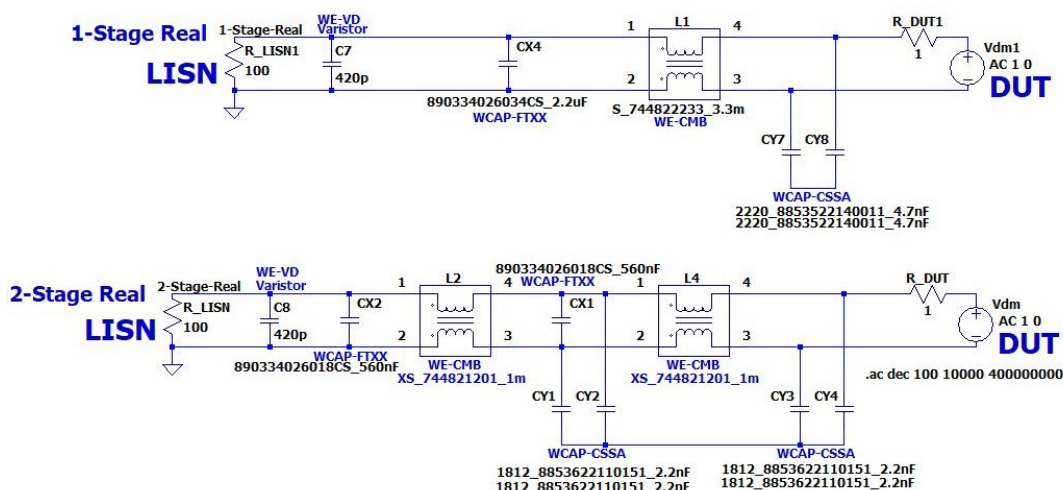 1-Stage Real
1-Stage-Real
WE-VD
Varistor
R_LISN1
100
LISN
C7
420p
CX4
890334026034CS_2.2uF
WCAP-FTXX
L1
1
4
2
3
S_744822233_3.3m
WE-CMB
R_DUT1
1
Vdm1
AC 1 0
DUT
CY7
CY8
WCAP-CSSA
2220_8853522140011_4.7nF
2220_8853522140011_4.7nF
2-Stage Real
2-Stage-Real
WE-VD
Varistor
R_LISN
100
LISN
C8
420p
CX2
WCAP-FTXX
890334026018CS_560nF
L2
1
4
2
3
WE-CMB
XS_744821201_1m
890334026018CS_560nF
WCAP-FTXX
CX1
L4
1
4
2
3
WE-CMB
XS_744821201_1m
R_DUT
1
Vdm
AC 1 0
DUT
.ac dec 100 10000 400000000
CY1
CY2
CY3
CY4
WCAP-CSSA
1812_8853622110151_2.2nF
1812_8853622110151_2.2nF
WCAP-CSSA
1812_8853622110151_2.2nF
1812_8853622110151_2.2nF